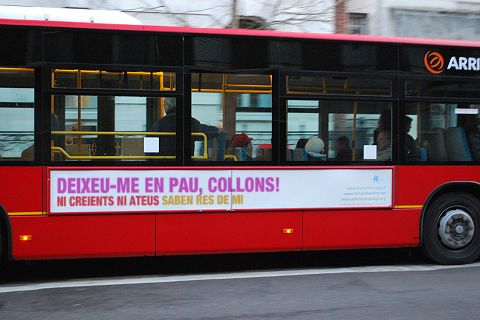 ARRI
DEIXEU-ME EN PAU, COLLONS!
NI CREIENTS NI ATEUS SABEN RES DE MI